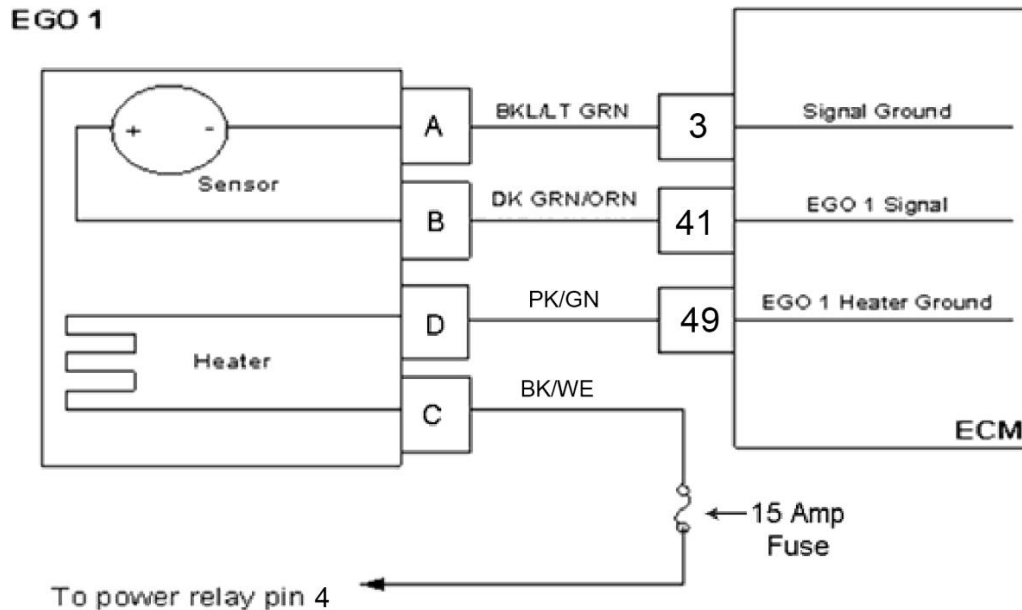 EGO 1
A
BKL/LT GRN
3
Signal Ground
+ -
Sensor
B
DK GRN/ORN
41
EGO 1 Signal
D
PK/GN
49
EGO 1 Heater Ground
Heater
C
BK/WE
ECM
15 Amp
Fuse
To power relay pin 4